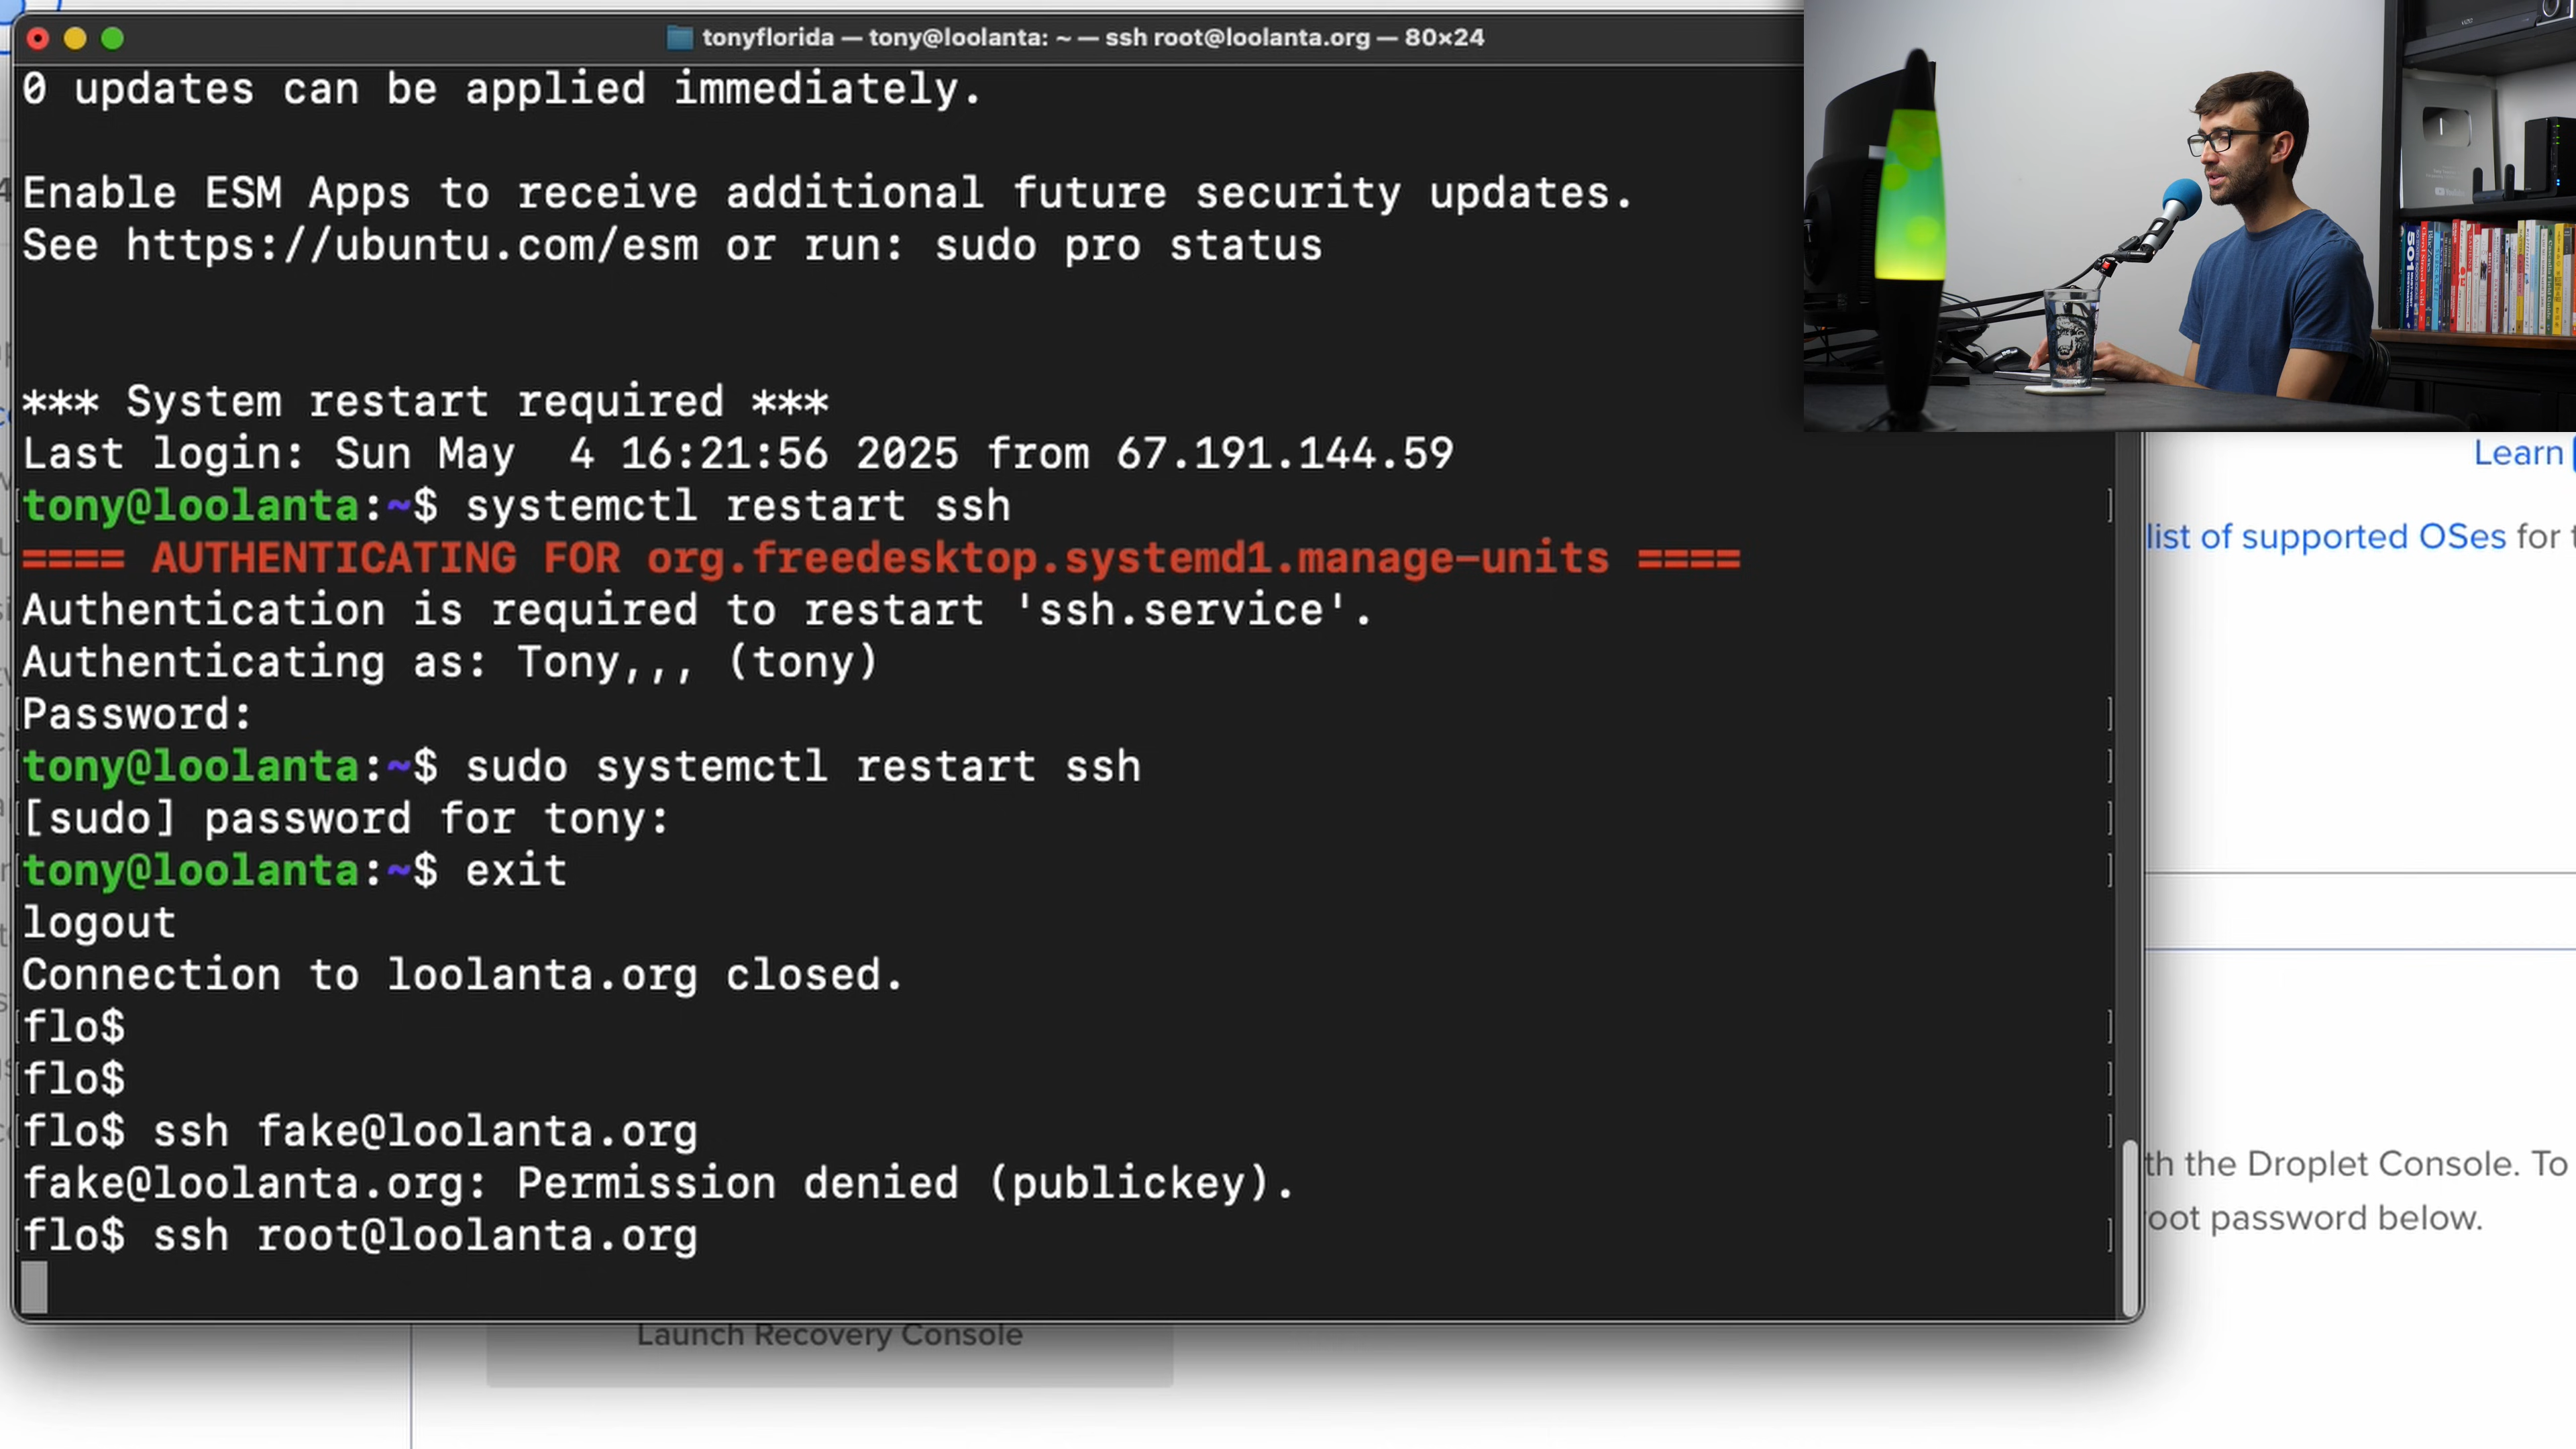 tonyflorida — tony@loolanta: ~ — ssh root@loolanta.org — 80×24
0 updates can be applied immediately.
Enable ESM Apps to receive additional future security updates.
See https://ubuntu.com/esm or run: sudo pro status
*** System restart required ***
Last login: Sun May  4 16:21:56 2025 from 67.191.144.59
tony@loolanta:~$ systemctl restart ssh
==== AUTHENTICATING FOR org.freedesktop.systemd1.manage-units ====
Authentication is required to restart 'ssh.service'.
Authenticating as: Tony,,, (tony)
Password:
tony@loolanta:~$ sudo systemctl restart ssh
[sudo] password for tony:
tony@loolanta:~$ exit
logout
Connection to loolanta.org closed.
flo$
flo$
flo$ ssh fake@loolanta.org
fake@loolanta.org: Permission denied (publickey).
flo$ ssh root@loolanta.org
Learn
list of supported OSes for
the Droplet Console. To
password below.
Launch Recovery Console